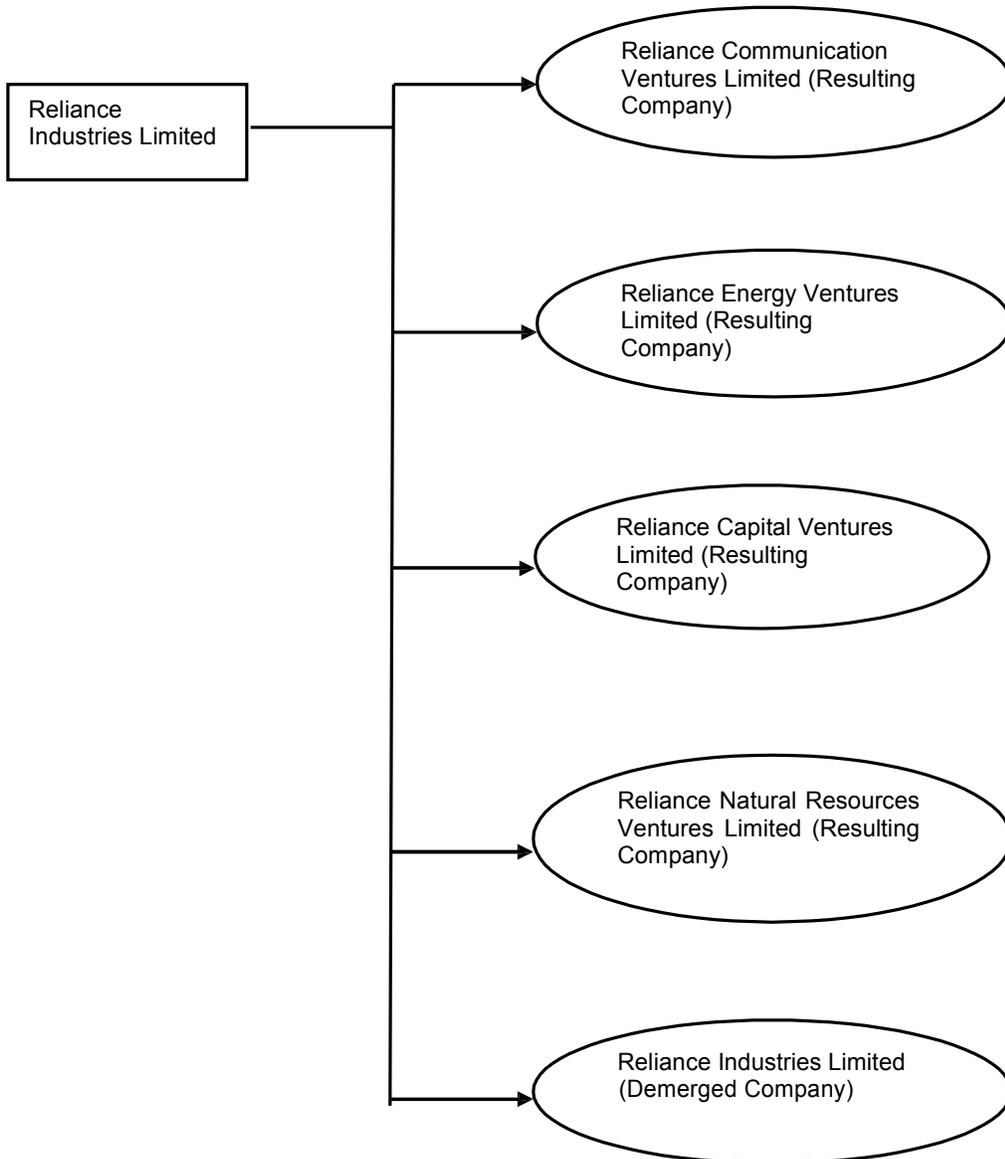 Reliance
Industries Limited
Reliance Communication
Ventures Limited (Resulting
Company)
Reliance Energy Ventures
Limited (Resulting
Company)
Reliance Capital Ventures
Limited (Resulting
Company)
Reliance Natural Resources
Ventures Limited (Resulting
Company)
Reliance Industries Limited
(Demerged Company)